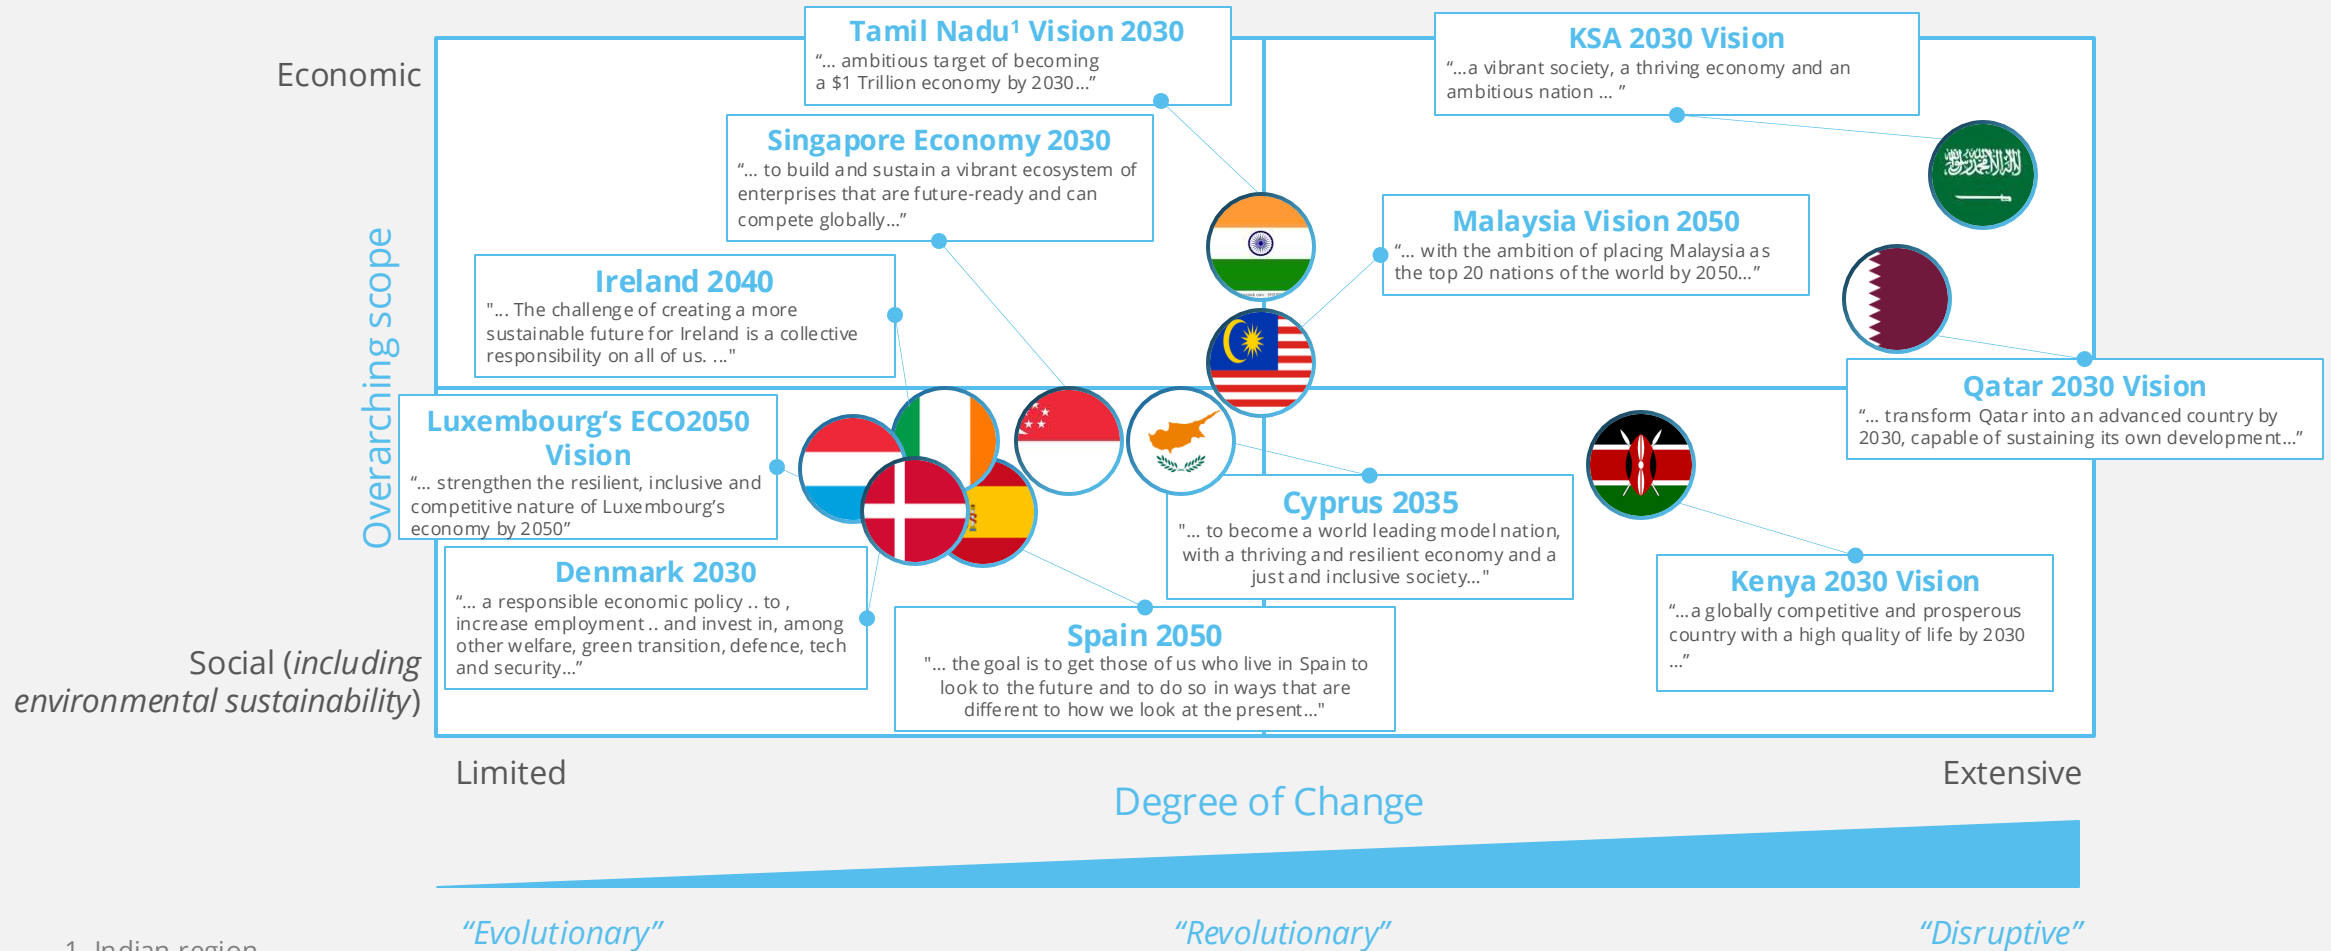 Tamil Nadu¹ Vision 2030
“... ambitious target of becoming
a $1 Trillion economy by 2030...”
KSA 2030 Vision
“...a vibrant society, a thriving economy and an
ambitious nation ... ”
Economic
Singapore Economy 2030
“... to build and sustain a vibrant ecosystem of
enterprises that are future-ready and can
compete globally...”
Malaysia Vision 2050
“... with the ambition of placing Malaysia as
the top 20 nations of the world by 2050...”
Ireland 2040
"... The challenge of creating a more
sustainable future for Ireland is a collective
responsibility on all of us. ..."
Overarching scope
Qatar 2030 Vision
“... transform Qatar into an advanced country by
2030, capable of sustaining its own development...”
Luxembourg‘s ECO2050
Vision
“... strengthen the resilient, inclusive and
competitive nature of Luxembourg’s
economy by 2050”
Cyprus 2035
"... to become a world leading model nation,
with a thriving and resilient economy and a
just and inclusive society..."
Denmark 2030
“... a responsible economic policy .. to ,
increase employment .. and invest in, among
other welfare, green transition, defence, tech
and security...”
Kenya 2030 Vision
“...a globally competitive and prosperous
country with a high quality of life by 2030
...”
Spain 2050
"... the goal is to get those of us who live in Spain to
look to the future and to do so in ways that are
different to how we look at the present..."
Social (including
environmental sustainability)
Limited
Extensive
Degree of Change
“Evolutionary”
“Revolutionary”
“Disruptive”
1. Indian region